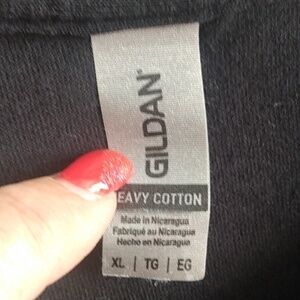 GILDAN
EAVY COTTON
Made in Nicaragua
Fabriqué au Nicaragua
Hecho en Nicaragua
XL | TG | EG